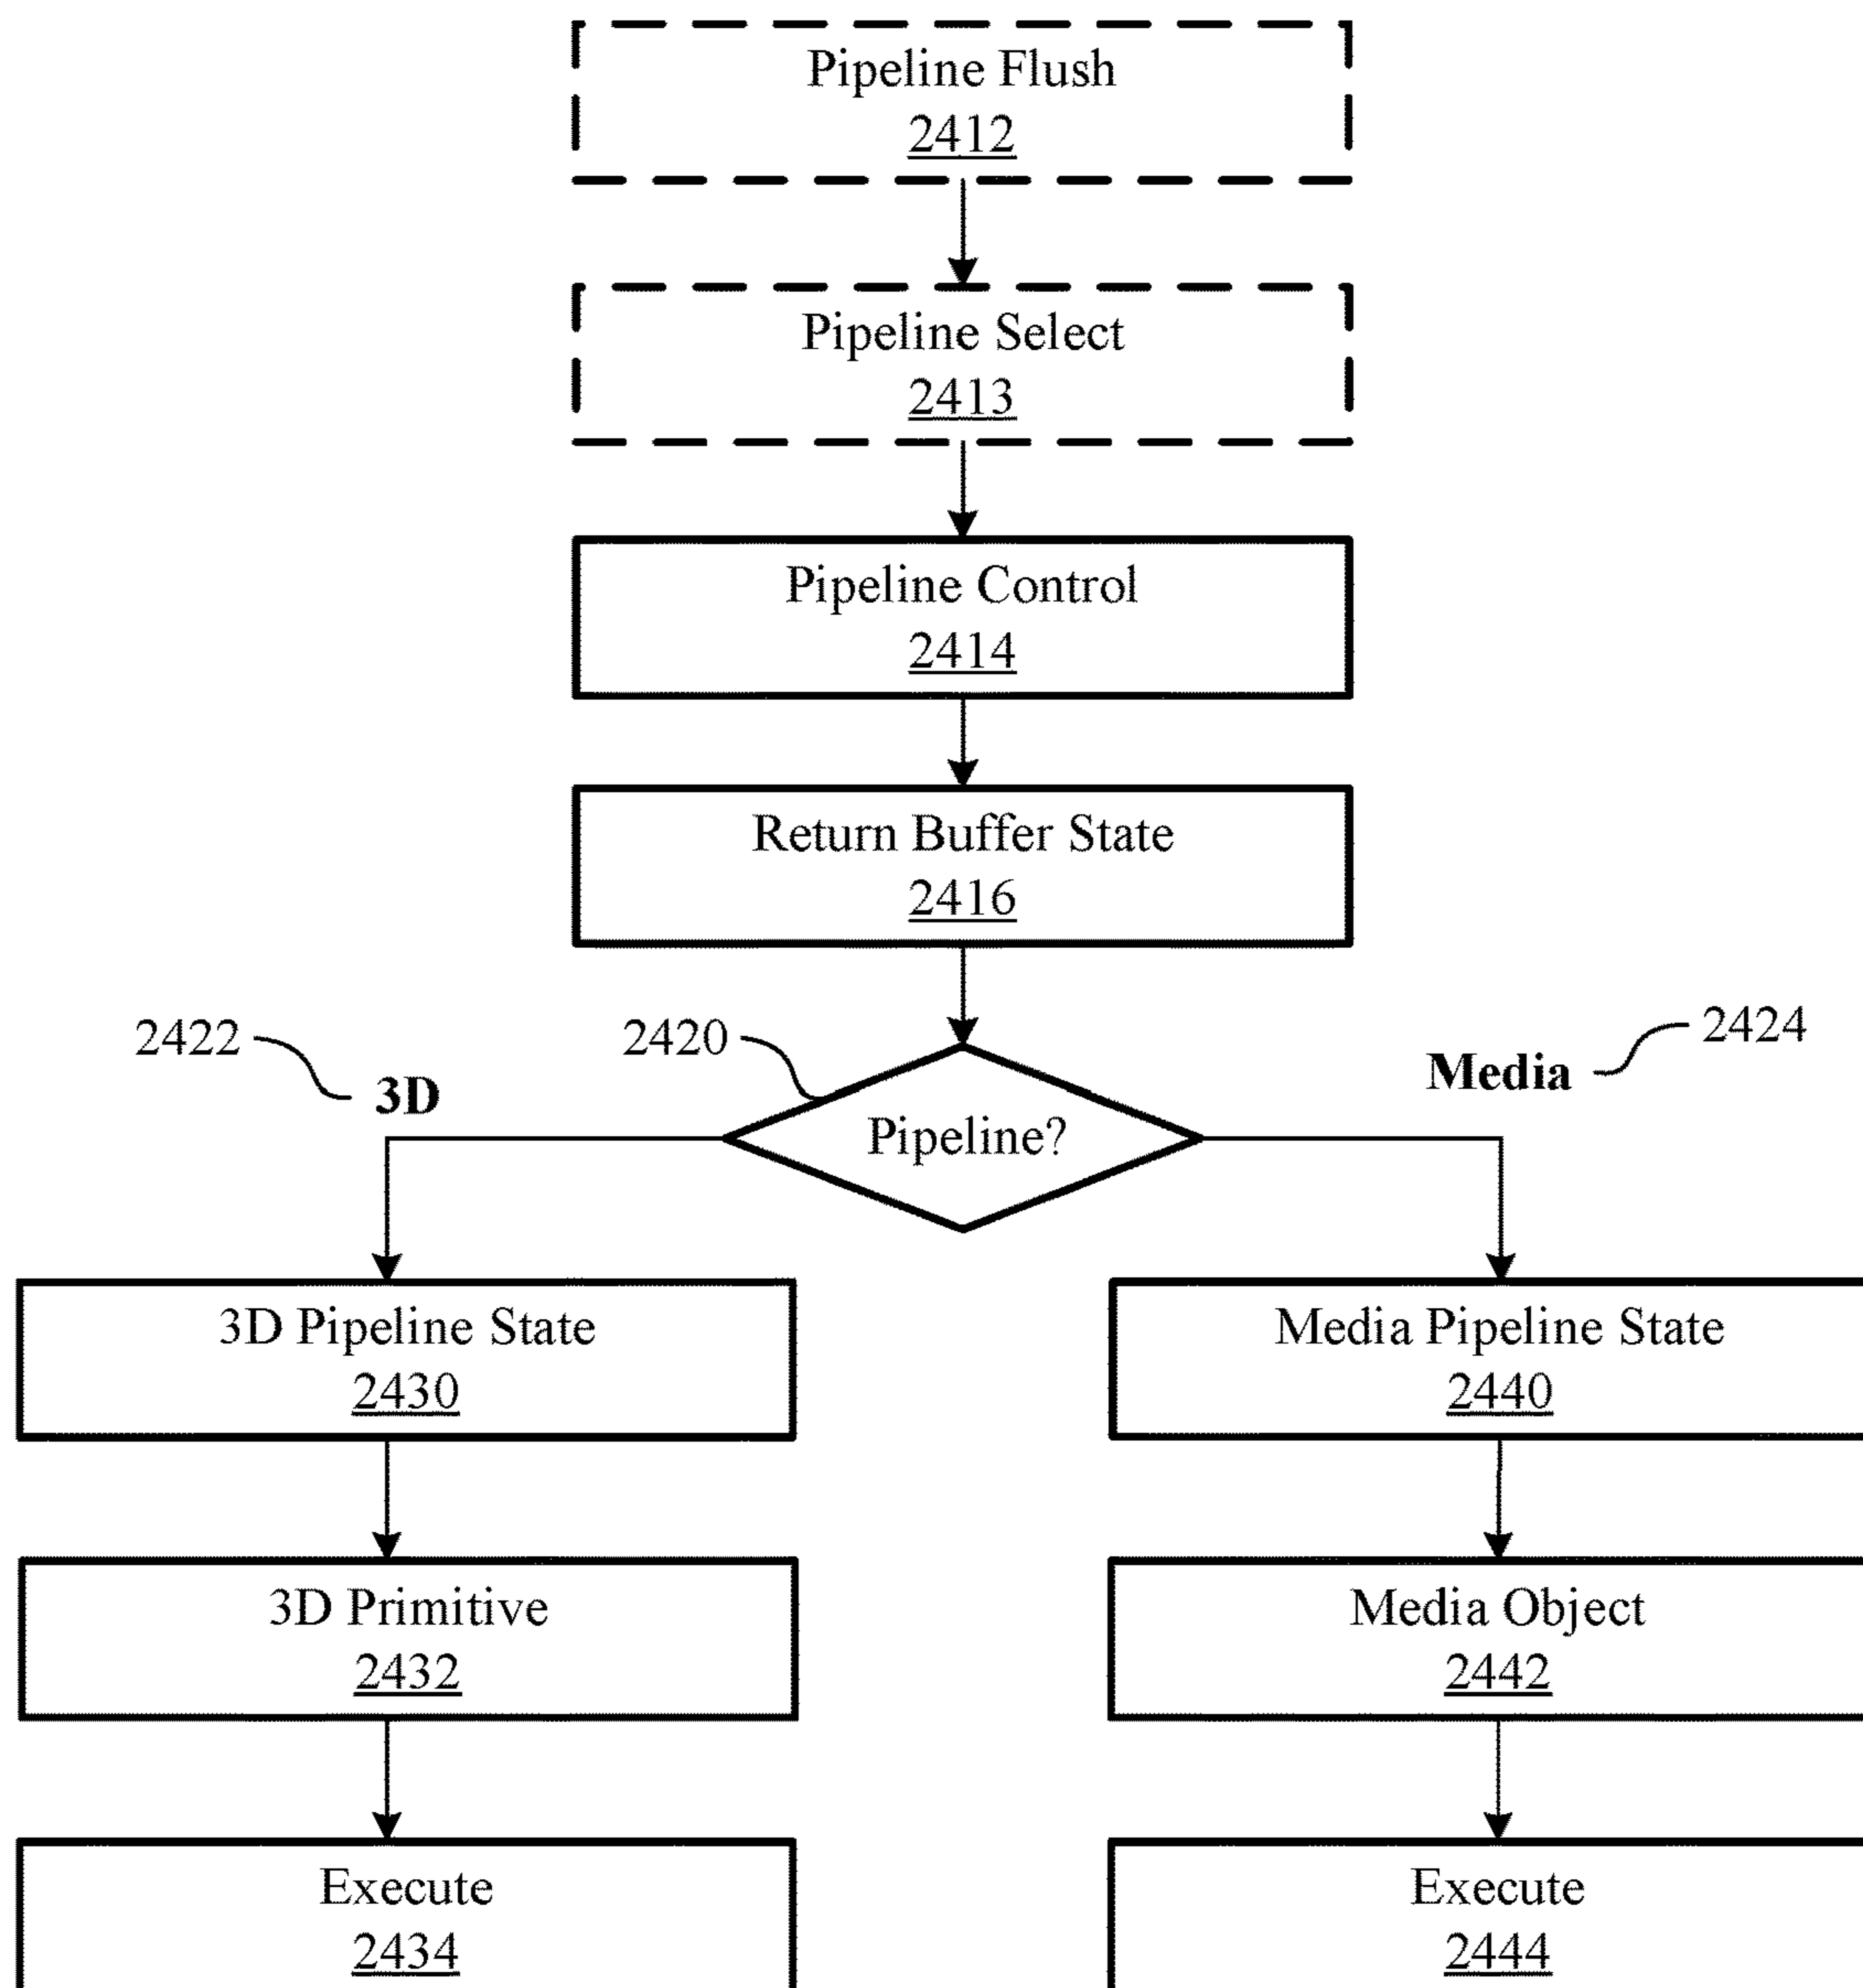 Pipeline Flush
2412
Pipeline Select
2413
Pipeline Control
2414
Return Buffer State
2416
2422
2420
2424
3D
Media
Pipeline?
3D Pipeline State
2430
Media Pipeline State
2440
3D Primitive
2432
Media Object
2442
Execute
2434
Execute
2444